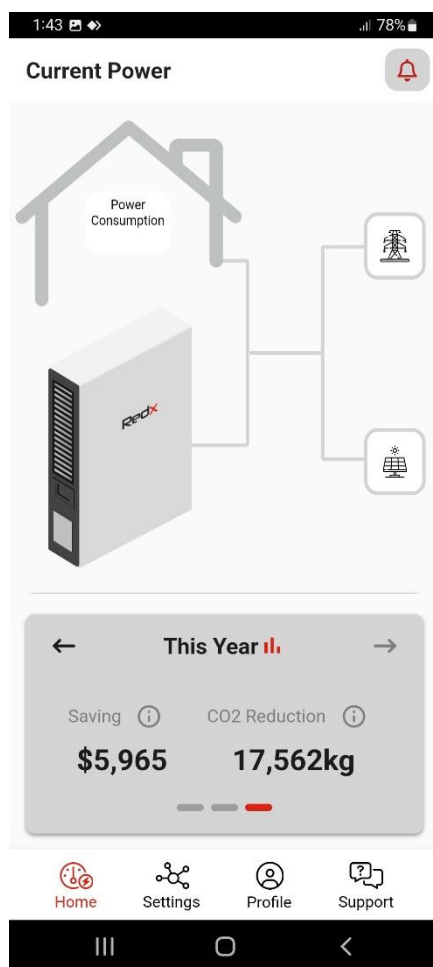 1:43 78%
Current Power
Power
Consumption
RedX
This Year
Saving CO2 Reduction
$5,965 17,562kg
Home Settings Profile Support